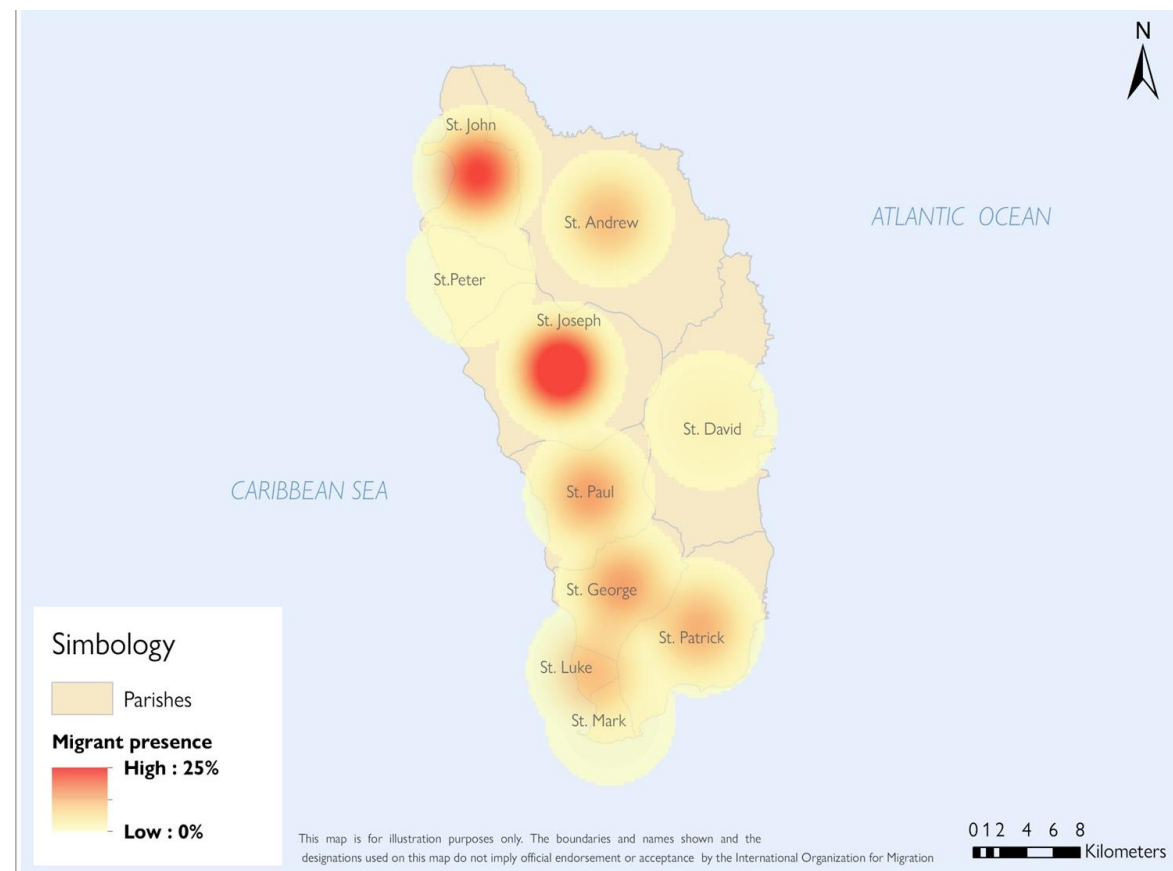 N
St. John
ATLANTIC OCEAN
St. Andrew
St.Peter
St. Joseph
St. David
CARIBBEAN SEA
St. Paul
St. George
St. Patrick
St. Luke
St. Mark
Simbology
Parishes
Migrant presence
High : 25%
Low : 0%
This map is for illustration purposes only. The boundaries and names shown and the
designations used on this map do not imply official endorsement or acceptance by the International Organization for Migration
0 1 2 4 6 8
Kilometers